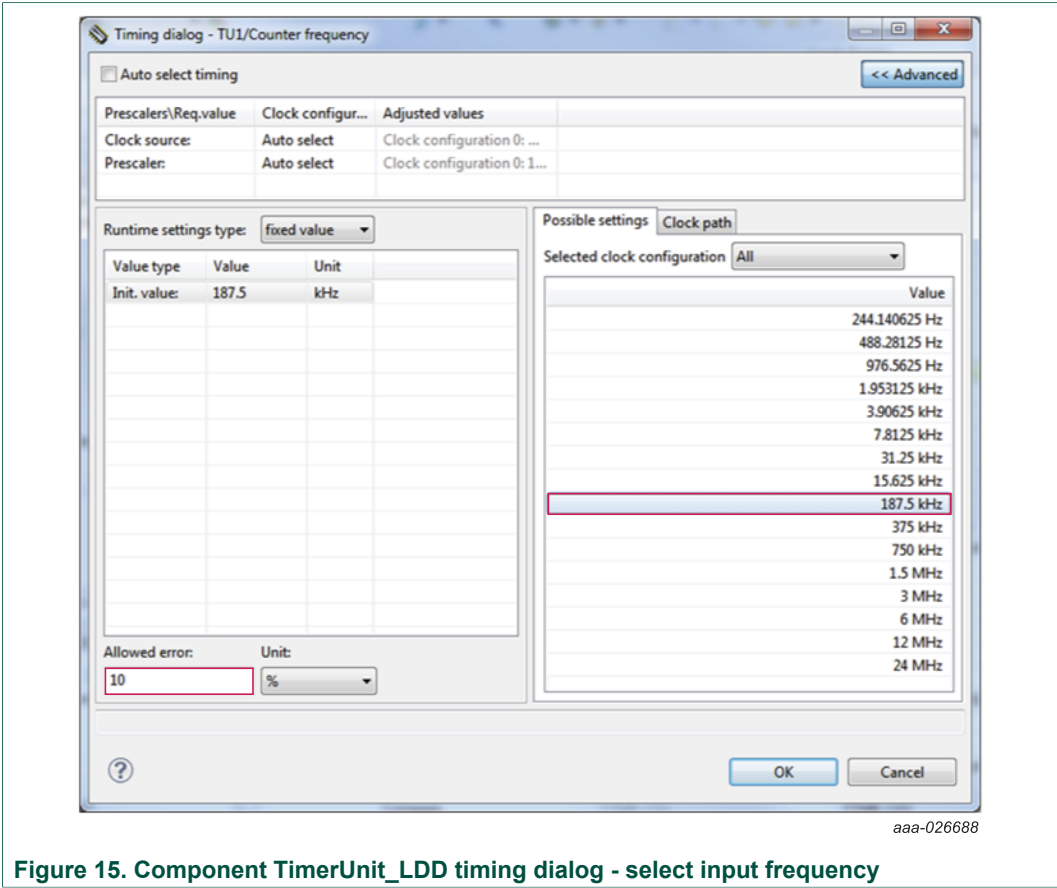 Timing dialog - TU1/Counter frequency
Auto select timing
<< Advanced
Prescalers\Req.value Clock configur... Adjusted values
Clock source: Auto select Clock configuration 0: ...
Prescaler: Auto select Clock configuration 0: 1...
Runtime settings type: fixed value
Value type Value Unit
Init. value: 187.5 kHz
Allowed error: Unit:
10 %
Possible settings Clock path
Selected clock configuration All
Value
244.140625 Hz
488.28125 Hz
976.5625 Hz
1.953125 kHz
3.90625 kHz
7.8125 kHz
31.25 kHz
15.625 kHz
187.5 kHz
375 kHz
750 kHz
1.5 MHz
3 MHz
6 MHz
12 MHz
24 MHz
?
OK Cancel
aaa-026688
Figure 15. Component TimerUnit_LDD timing dialog - select input frequency